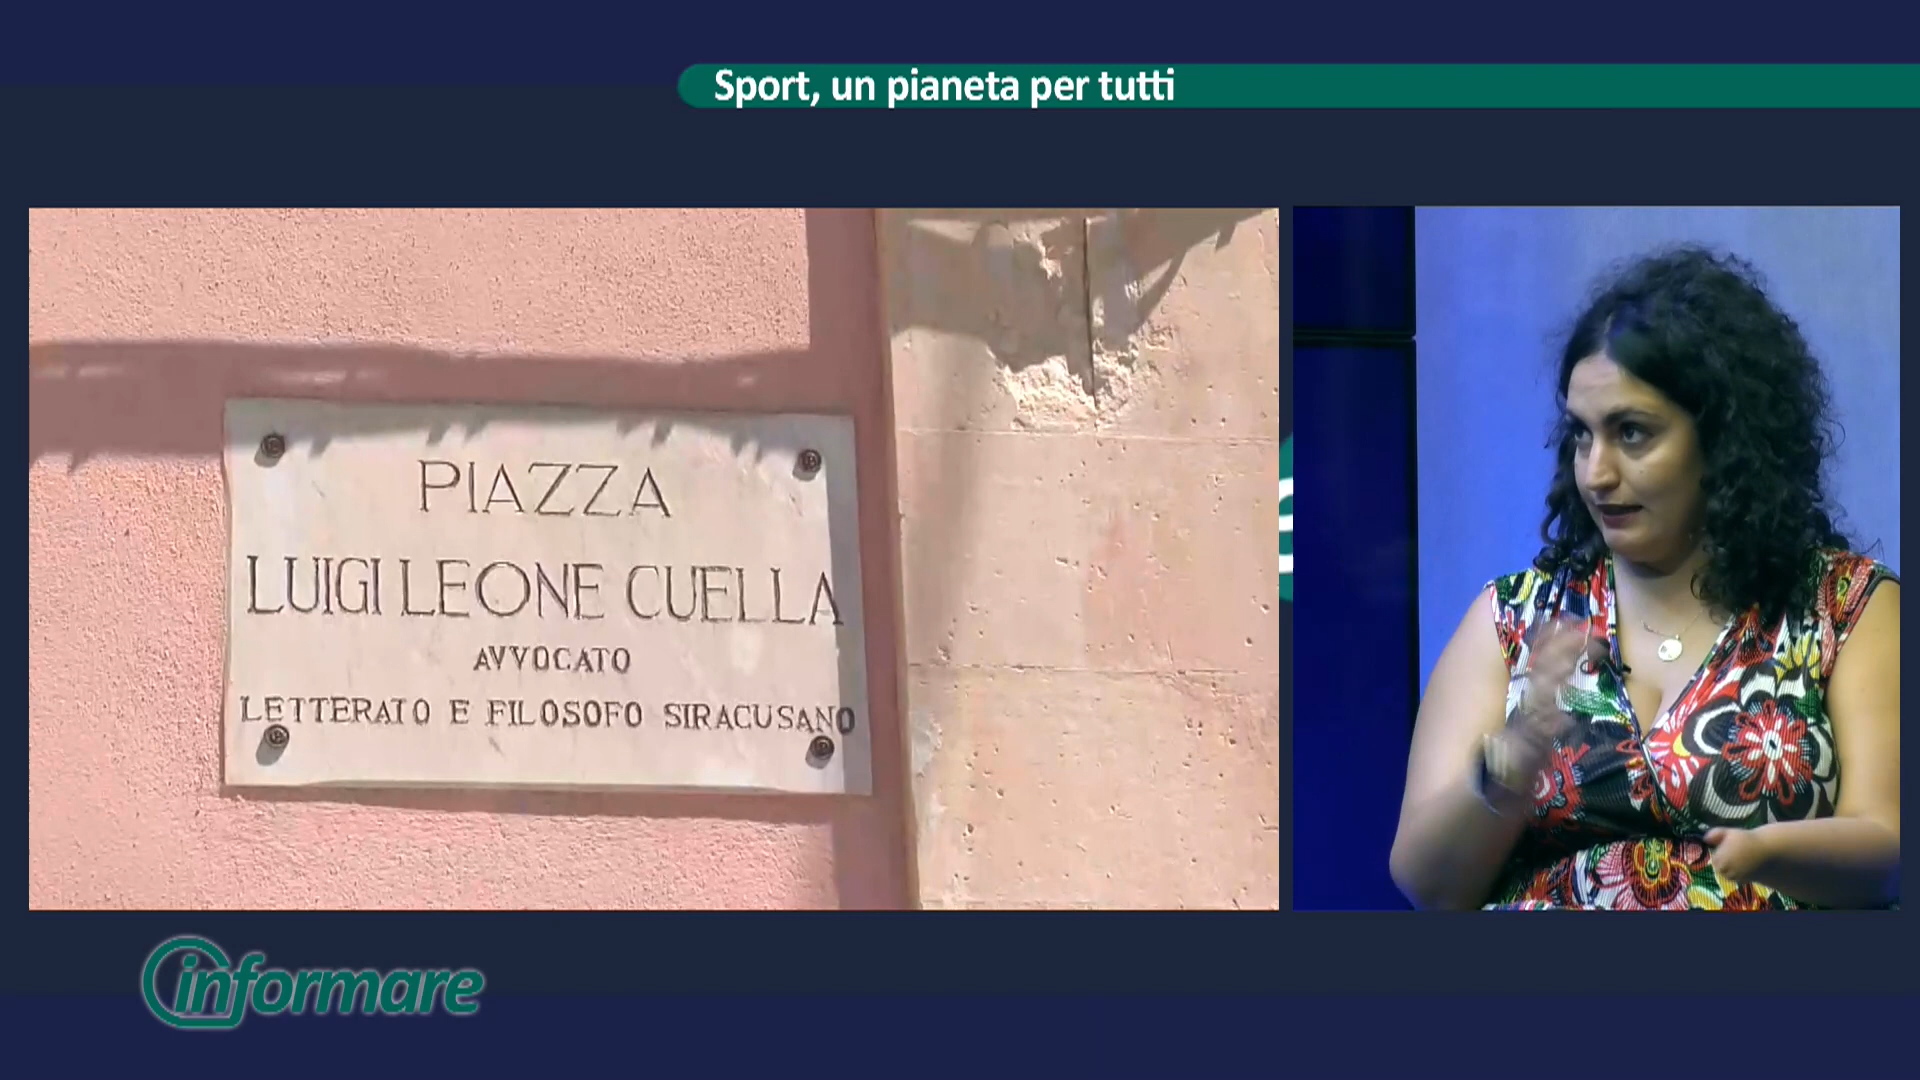 Sport, un pianeta per tutti
PIAZZA
LUIGI LEONE CUELLA
AVVOCATO
LETTERATO E FILOSOFO SIRACUSANO
informare